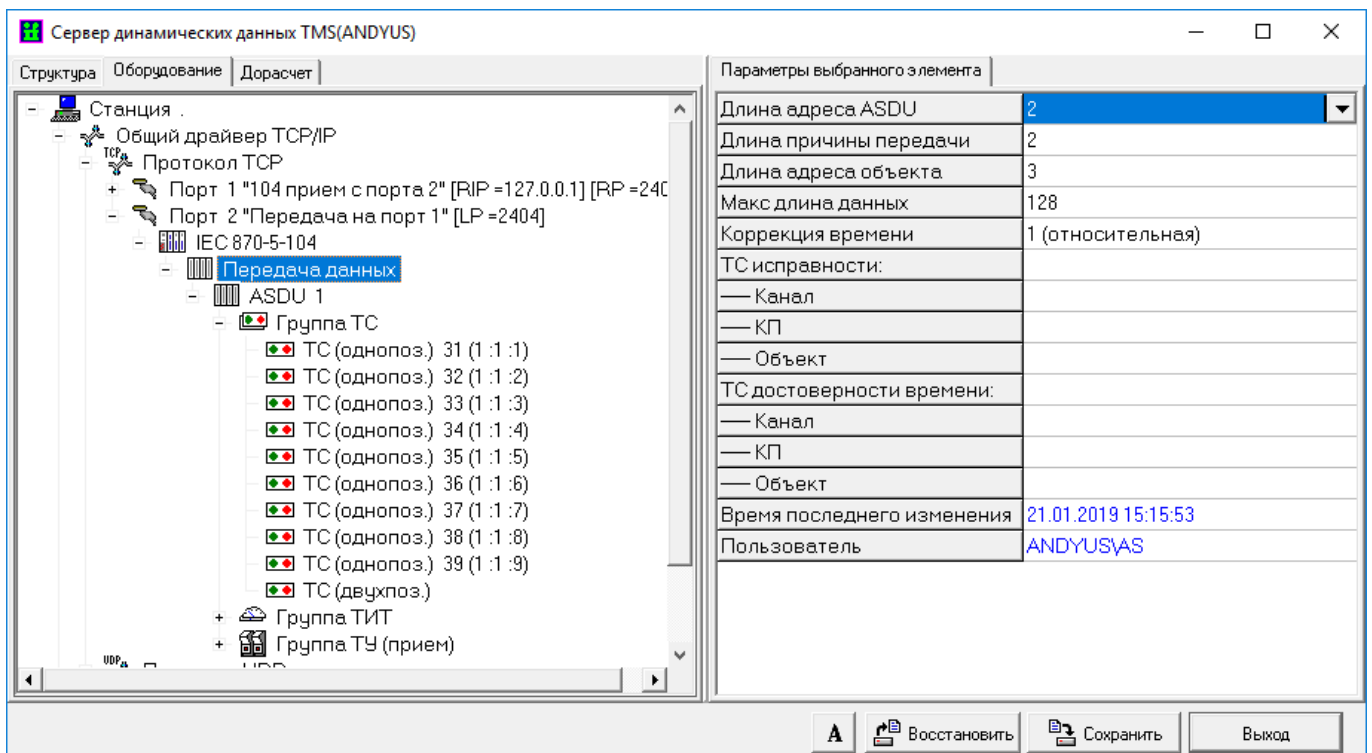 Сервер динамических данных TMS(ANDYUS)
Структура Оборудование Дорасчет
Станция .
Общий драйвер TCP/IP
TCP Протокол TCP
Порт 1 "104 прием с порта 2" [RIP =127.0.0.1] [RP =240
Порт 2 "Передача на порт 1" [LP =2404]
IEC 870-5-104
Передача данных
ASDU 1
Группа ТС
ТС (однопоз.) 31 (1 :1 :1)
ТС (однопоз.) 32 (1 :1 :2)
ТС (однопоз.) 33 (1 :1 :3)
ТС (однопоз.) 34 (1 :1 :4)
ТС (однопоз.) 35 (1 :1 :5)
ТС (однопоз.) 36 (1 :1 :6)
ТС (однопоз.) 37 (1 :1 :7)
ТС (однопоз.) 38 (1 :1 :8)
ТС (однопоз.) 39 (1 :1 :9)
ТС (двухпоз.)
Группа ТИТ
Группа ТУ (прием)
UDP
Параметры выбранного элемента
Длина адреса ASDU 2
Длина причины передачи 2
Длина адреса объекта 3
Макс длина данных 128
Коррекция времени 1 (относительная)
ТС исправности:
— Канал
— КП
— Объект
ТС достоверности времени:
— Канал
— КП
— Объект
Время последнего изменения 21.01.2019 15:15:53
Пользователь ANDYUS\AS
A Восстановить Сохранить Выход